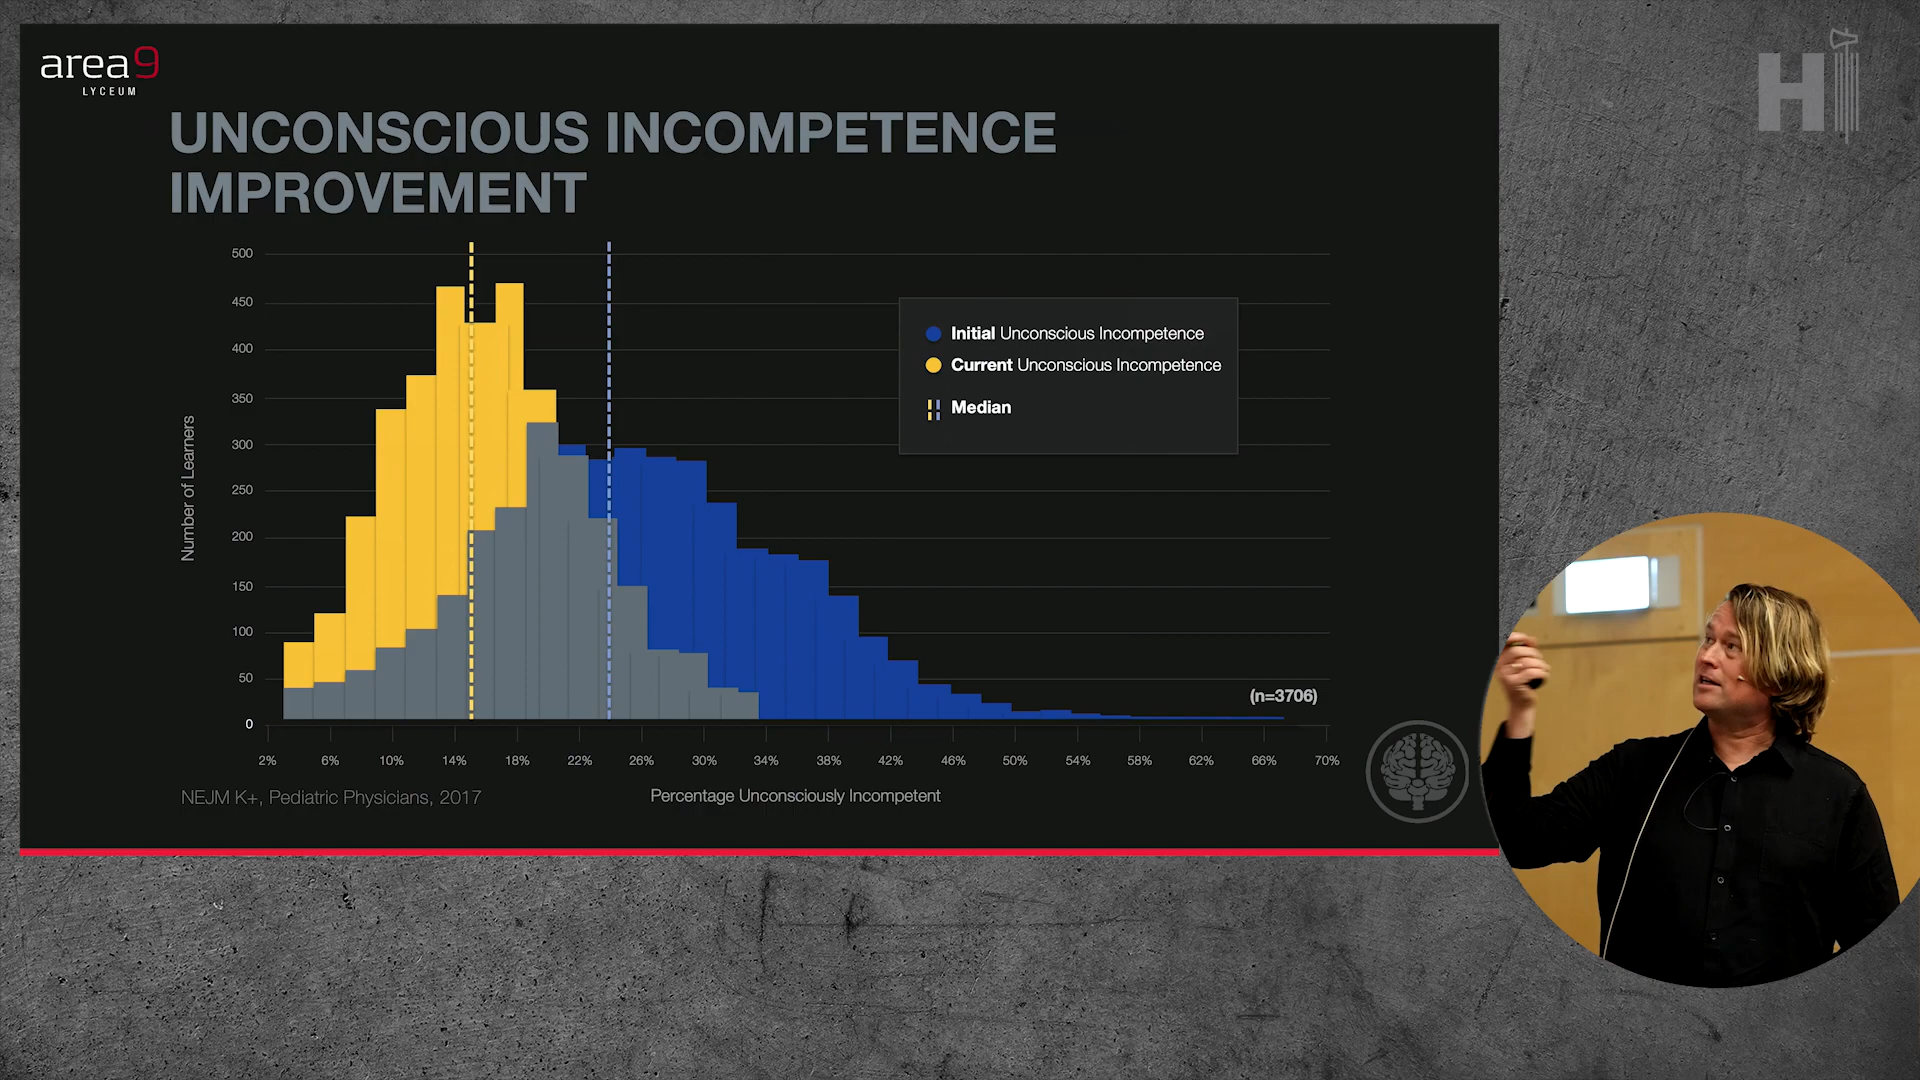 area9
LYCEUM
H
UNCONSCIOUS INCOMPETENCE
IMPROVEMENT
500
450
400
350
300
250
200
150
100
50
0
Number of Learners
Initial Unconscious Incompetence
Current Unconscious Incompetence
Median
(n=3706)
2% 6% 10% 14% 18% 22% 26% 30% 34% 38% 42% 46% 50% 54% 58% 62% 66% 70%
NEJM K+, Pediatric Physicians, 2017
Percentage Unconsciously Incompetent